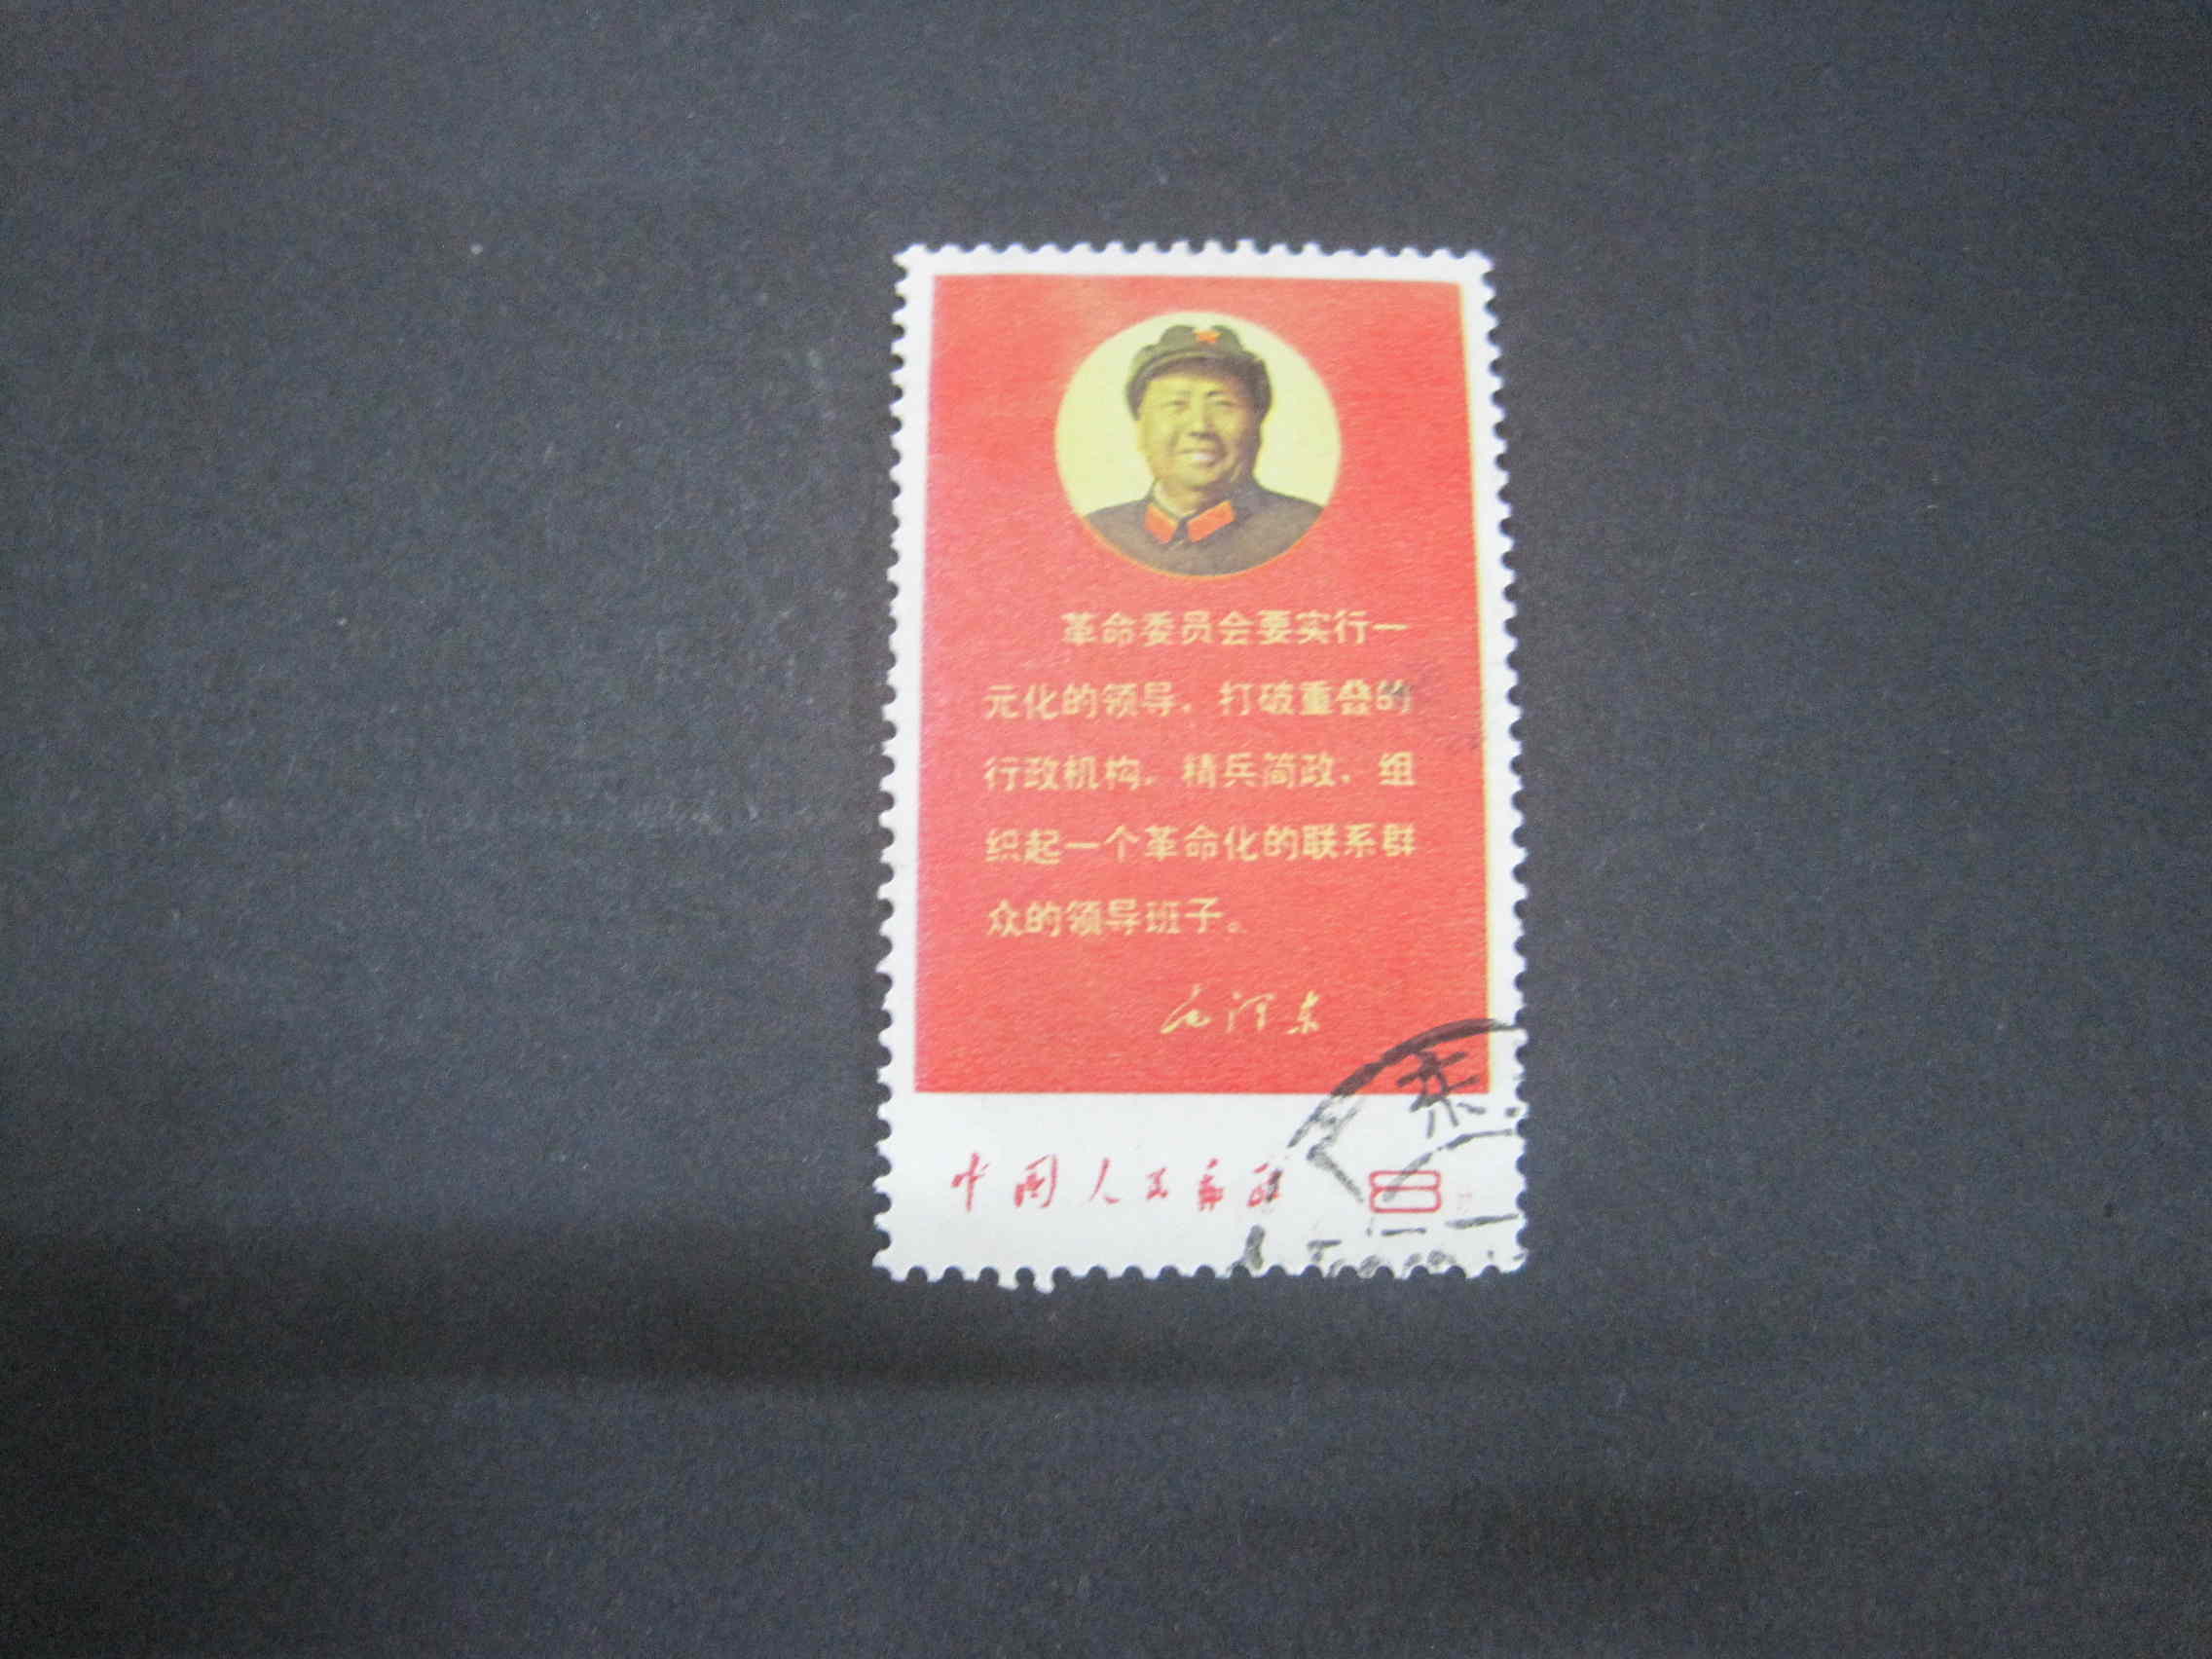 革命委员会要实行一
元化的领导，打破重叠的
行政机构，精兵简政，组
织起一个革命化的联系群
众的领导班子。
毛泽东
中国人民邮政 8
东